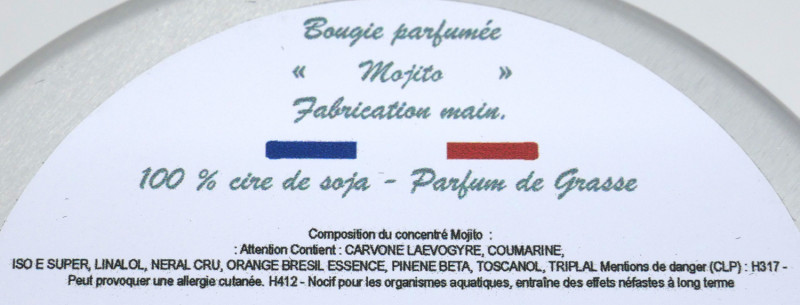 Bougie parfumée
« Mojito »
Fabrication main.
100 % cire de soja - Parfum de Grasse
Composition du concentré Mojito :
: Attention Contient : CARVONE LAEVOGYRE, COUMARINE,
ISO E SUPER, LINALOL, NERAL CRU, ORANGE BRESIL ESSENCE, PINENE BETA, TOSCANOL, TRIPLAL Mentions de danger (CLP) : H317 -
Peut provoquer une allergie cutanée. H412 - Nocif pour les organismes aquatiques, entraîne des effets néfastes à long terme